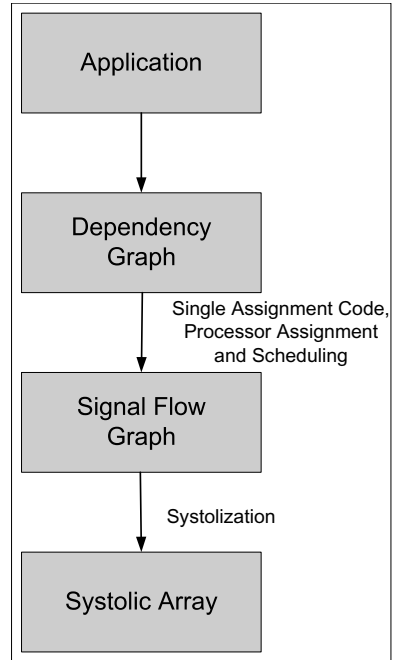 Application
Dependency
Graph
Single Assignment Code,
Processor Assignment
and Scheduling
Signal Flow
Graph
Systolization
Systolic Array